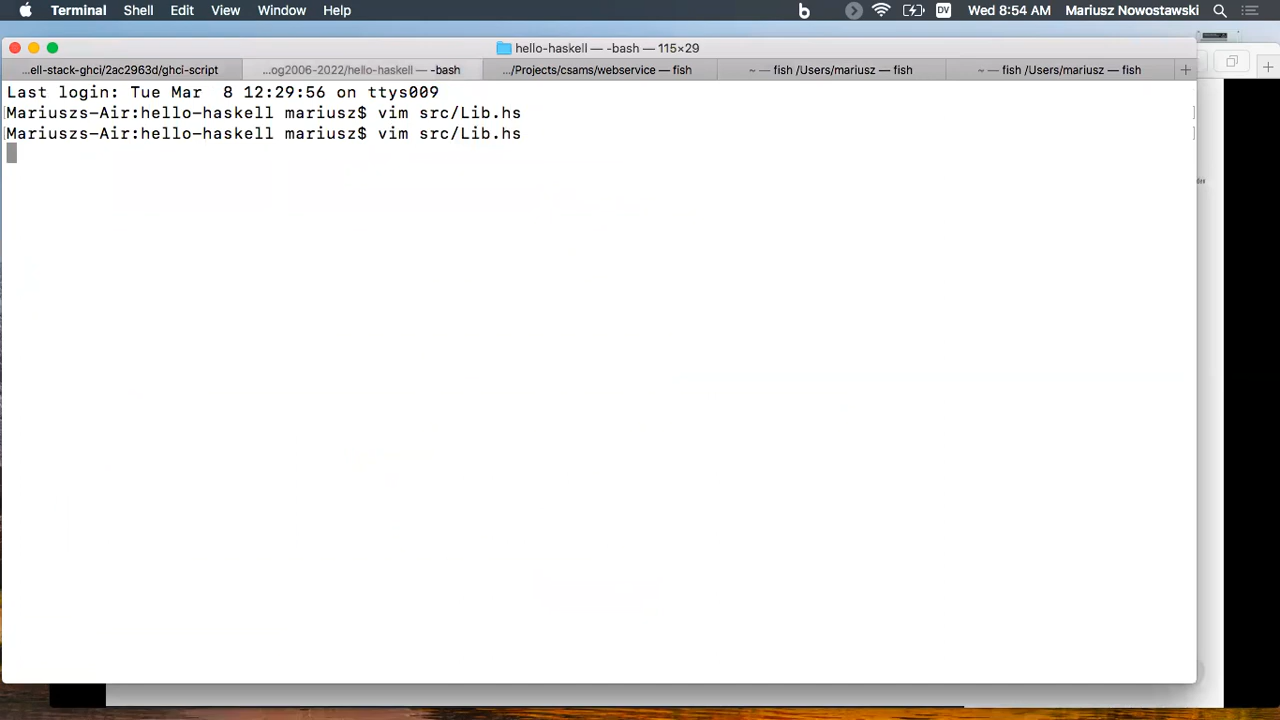 Terminal Shell Edit View Window Help DV Wed 8:54 AM Mariusz Nowostawski
hello-haskell — -bash — 115×29
...ell-stack-ghci/2ac2963d/ghci-script ...og2006-2022/hello-haskell — -bash .../Projects/csams/webservice — fish ~ — fish /Users/mariusz — fish ~ — fish /Users/mariusz — fish +
Last login: Tue Mar  8 12:29:56 on ttys009
[Mariuszs-Air:hello-haskell mariusz$ vim src/Lib.hs ]
[Mariuszs-Air:hello-haskell mariusz$ vim src/Lib.hs ]